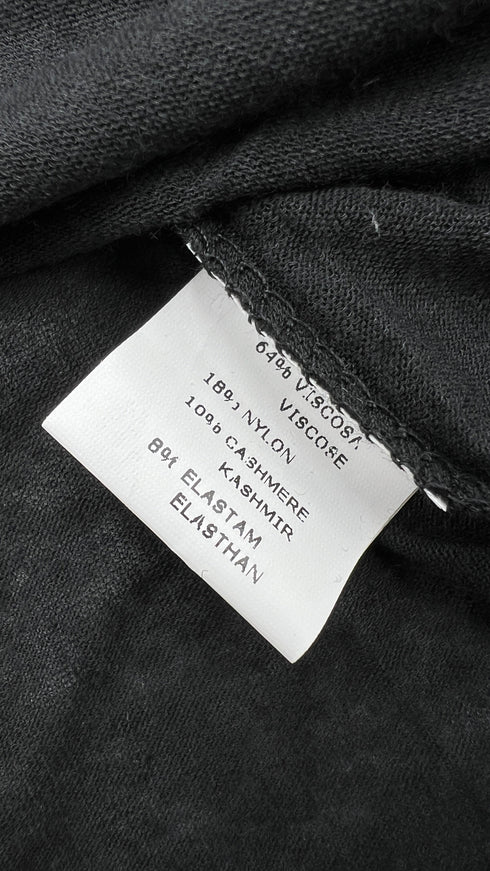 64% VISCOSA
VISCOSE
18% NYLON
10% CASHMERE
KASHMIR
8% ELASTAM
ELASTHAN